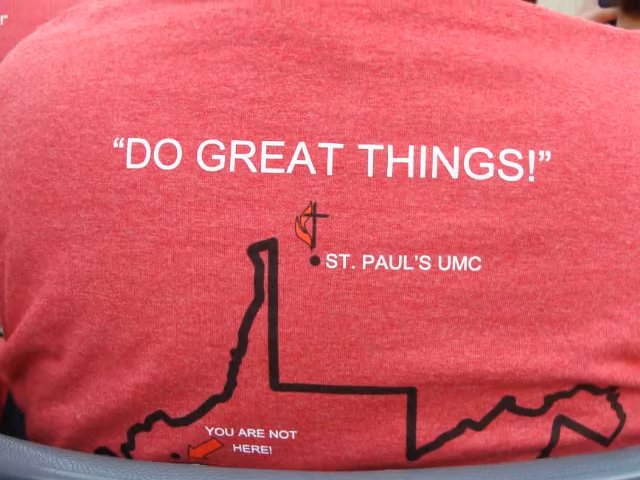 r
“DO GREAT THINGS!”
ST. PAUL'S UMC
YOU ARE NOT
HERE!